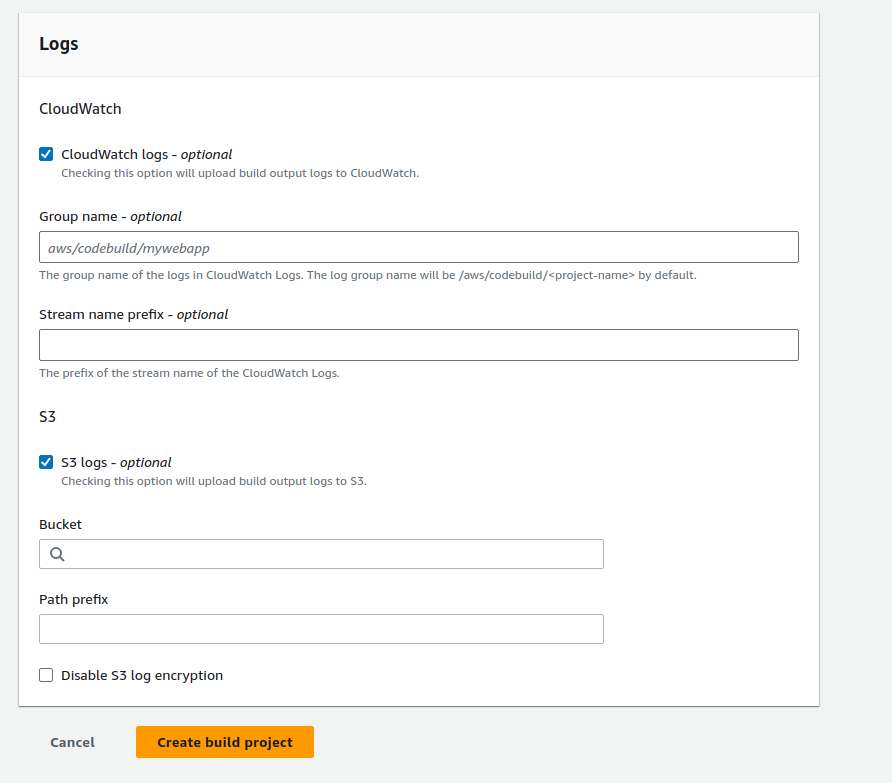 Logs
CloudWatch
CloudWatch logs - optional
Checking this option will upload build output logs to CloudWatch.
Group name - optional
aws/codebuild/mywebapp
The group name of the logs in CloudWatch Logs. The log group name will be /aws/codebuild/<project-name> by default.
Stream name prefix - optional
The prefix of the stream name of the CloudWatch Logs.
S3
S3 logs - optional
Checking this option will upload build output logs to S3.
Bucket
Path prefix
Disable S3 log encryption
Cancel Create build project